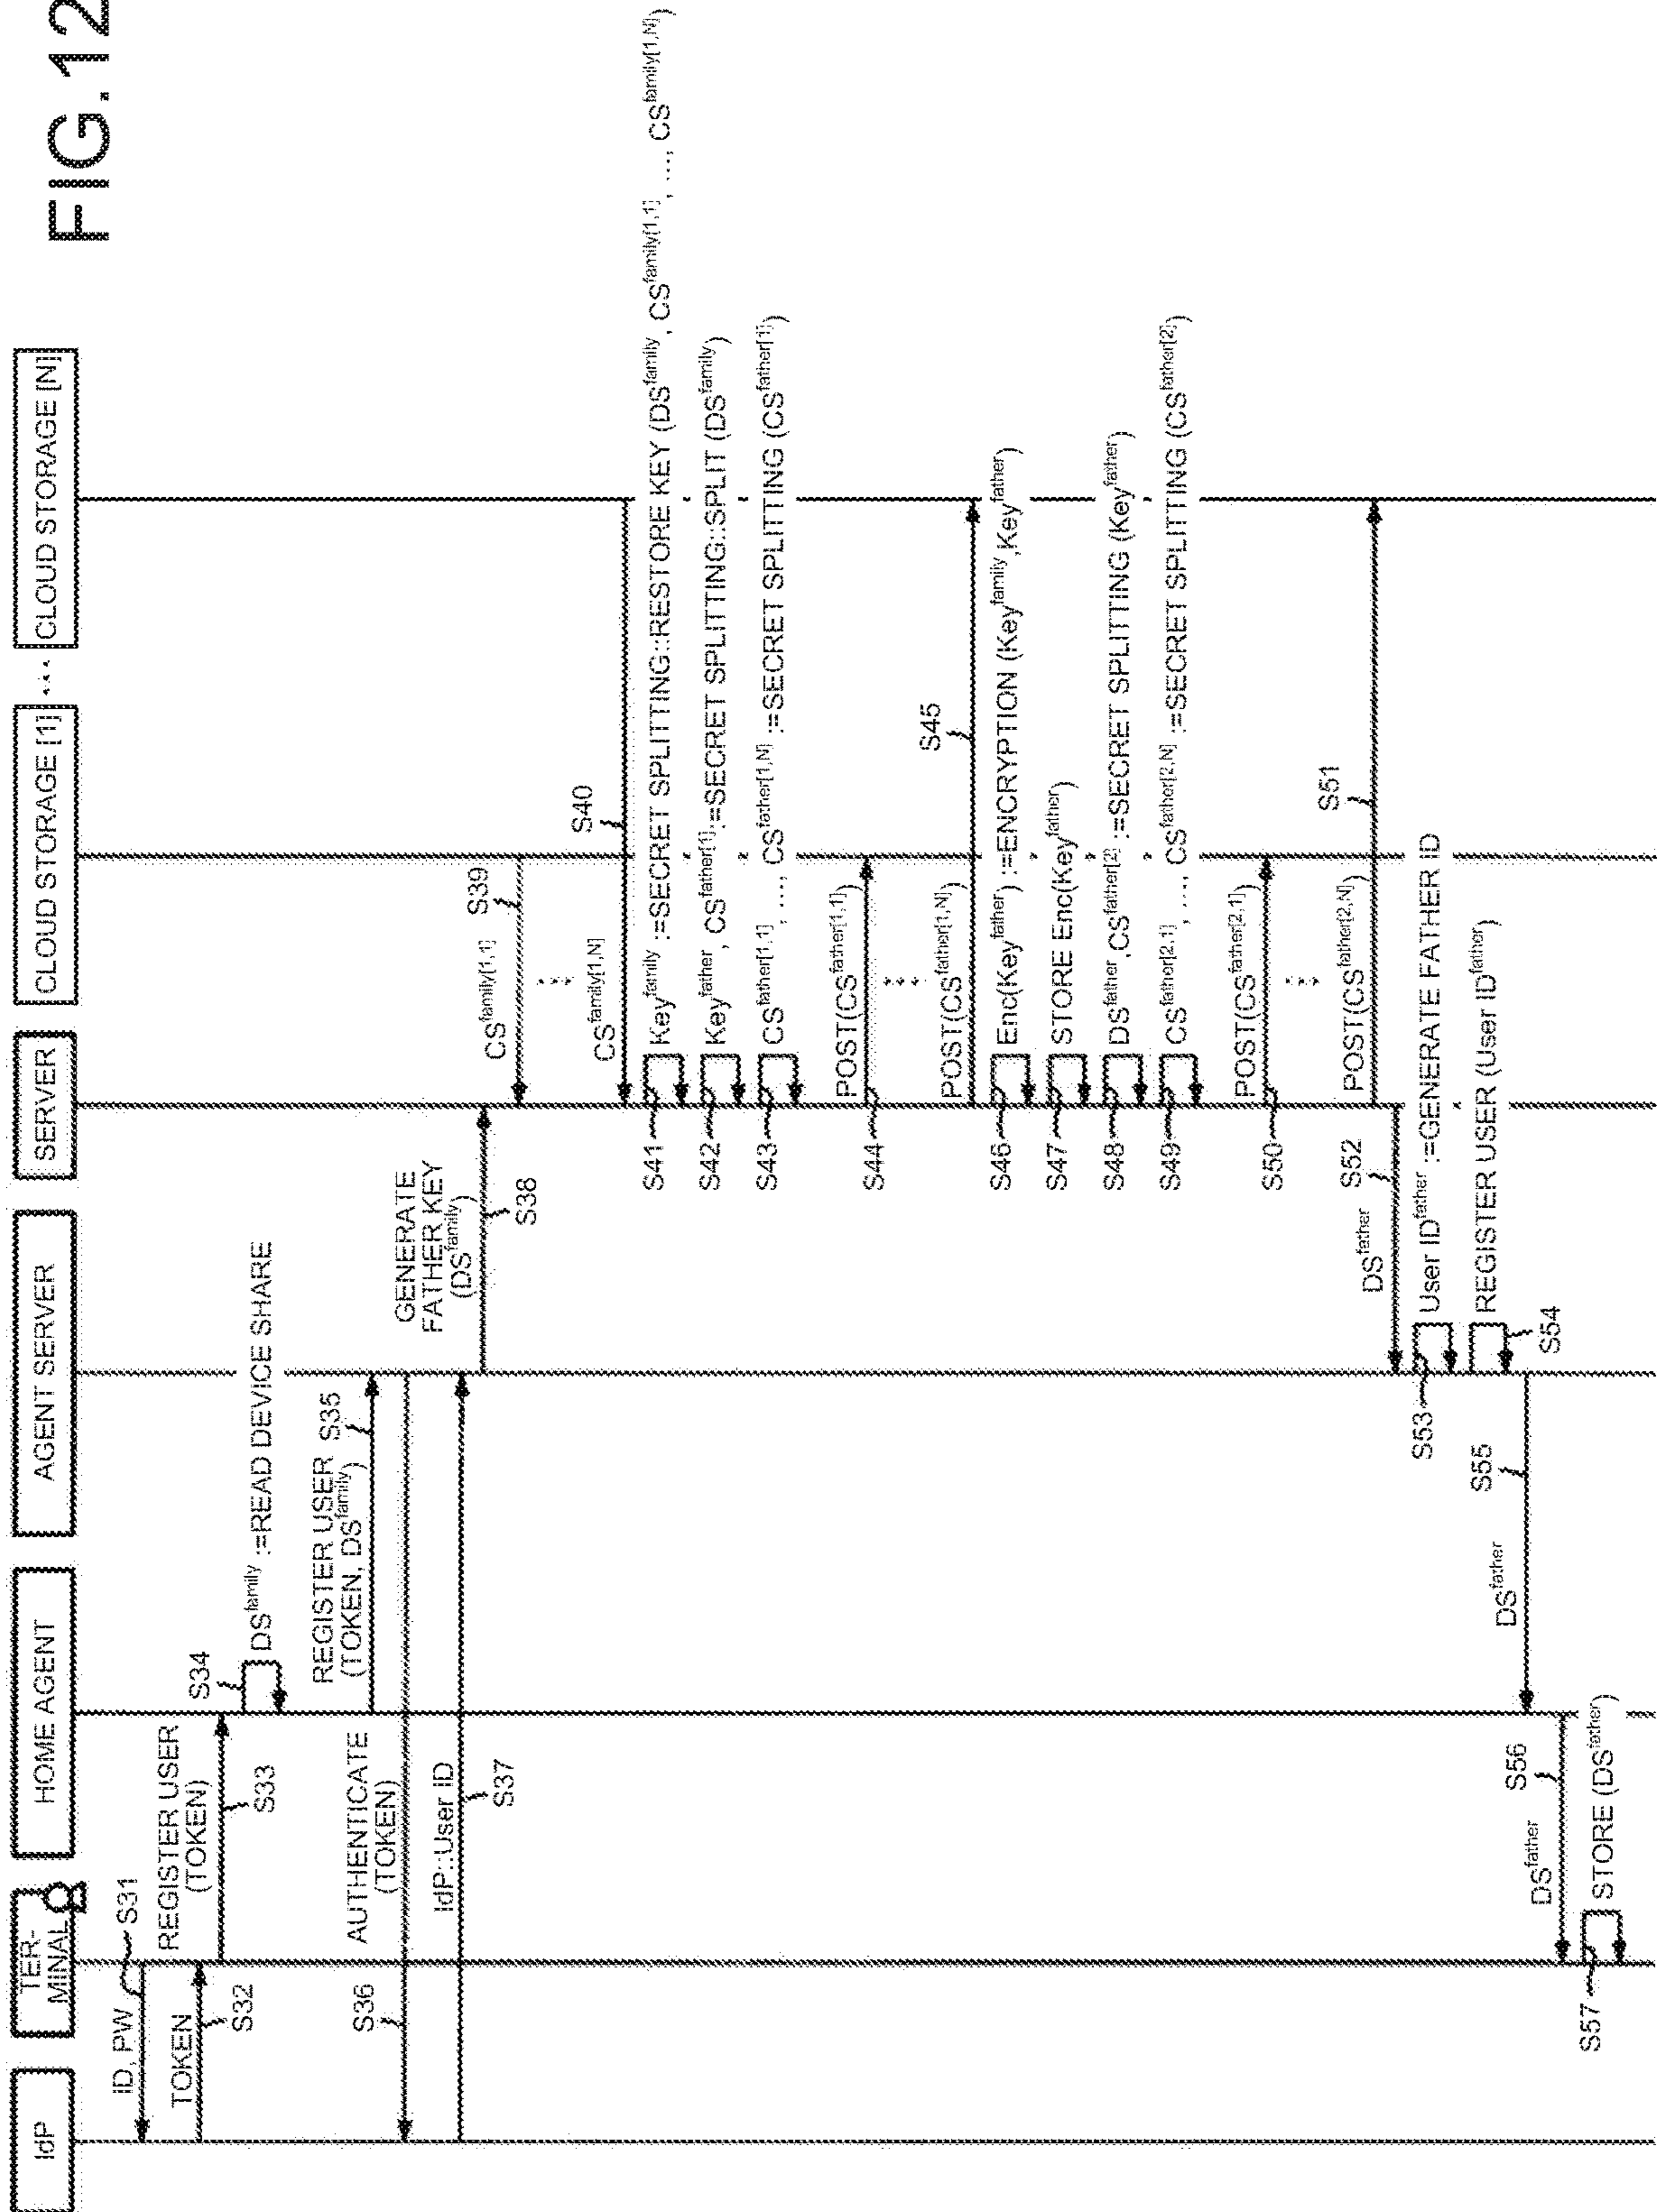 FIG.12
IdP
TER-
MINAL
HOME AGENT
AGENT SERVER
SERVER
CLOUD STORAGE [1]
...
CLOUD STORAGE [N]
ID, PW
S31
TOKEN
S32
REGISTER USER
(TOKEN)
S33
S34
DS^family :=READ DEVICE SHARE
REGISTER USER
(TOKEN, DS^family)
S35
AUTHENTICATE
(TOKEN)
S36
IdP::User ID
S37
GENERATE
FATHER KEY
(DS^family)
S38
CS^family[1,1]
S39
CS^family[1,N]
S40
S41
Key^family :=SECRET SPLITTING::RESTORE KEY (DS^family, CS^family[1,1], ..., CS^family[1,N])
S42
Key^father, CS^father[1] :=SECRET SPLITTING::SPLIT (DS^family)
S43
CS^father[1,1], ..., CS^father[1,N] :=SECRET SPLITTING (CS^father[1])
POST(CS^father[1,1])
S44
POST(CS^father[1,N])
S45
S46
Enc(Key^father) :=ENCRYPTION (Key^family,Key^father)
S47
STORE Enc(Key^father)
S48
DS^father,CS^father[2] :=SECRET SPLITTING (Key^father)
S49
CS^father[2,1], ..., CS^father[2,N] :=SECRET SPLITTING (CS^father[2])
POST(CS^father[2,1])
S50
POST(CS^father[2,N])
S51
DS^father
S52
S53
User ID^father :=GENERATE FATHER ID
REGISTER USER (User ID^father)
S54
DS^father
S55
DS^father
S56
S57
STORE (DS^father)